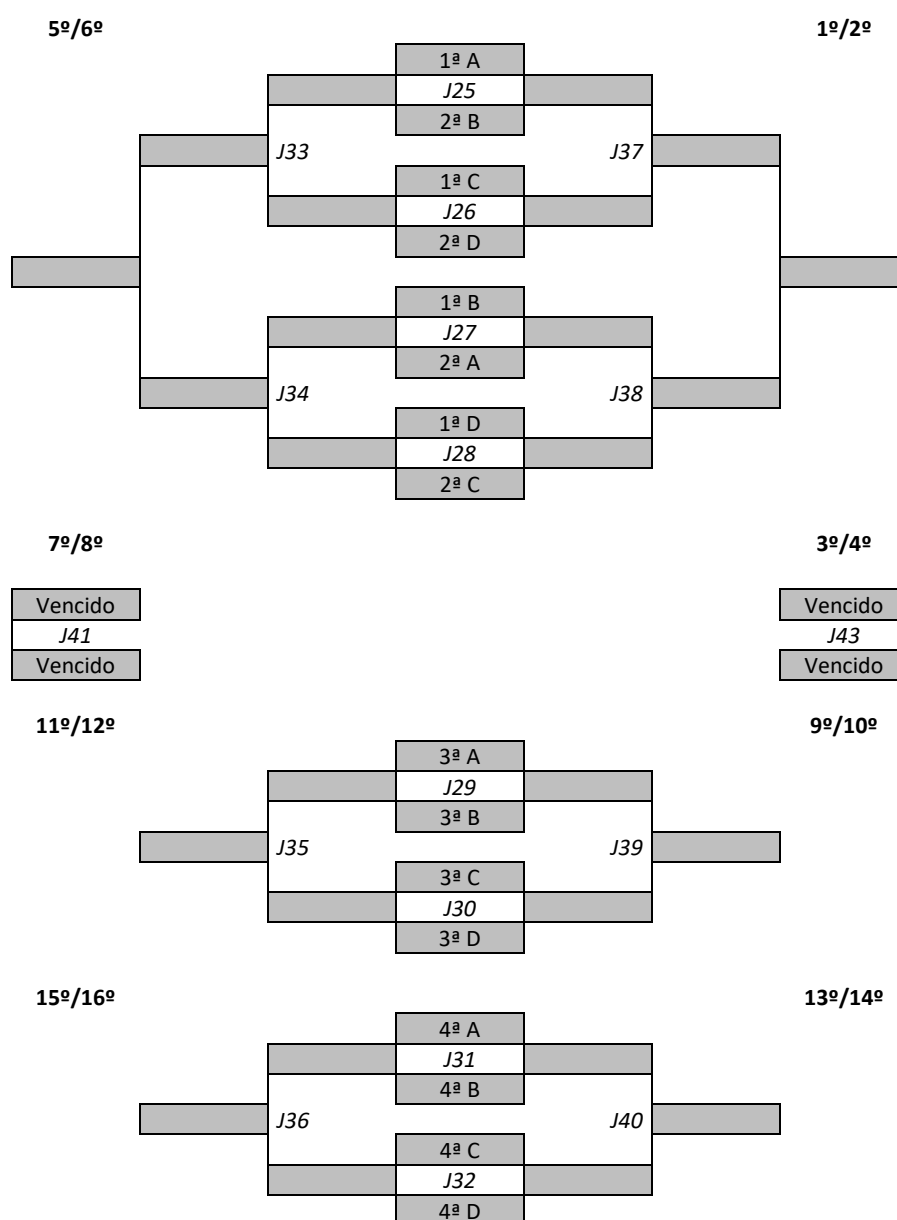 5º/6º 1º/2º
1ª A
J25
2ª B
J33 J37
1ª C
J26
2ª D
1ª B
J27
2ª A
J34 J38
1ª D
J28
2ª C
7º/8º 3º/4º
Vencido Vencido
J41 J43
Vencido Vencido
11º/12º 9º/10º
3ª A
J29
3ª B
J35 J39
3ª C
J30
3ª D
15º/16º 13º/14º
4ª A
J31
4ª B
J36 J40
4ª C
J32
4ª D